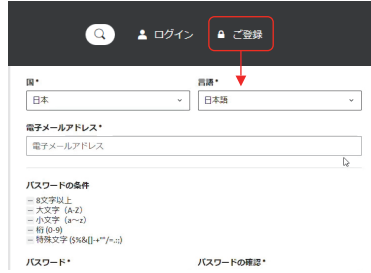 ログイン ご登録
国* 言語*
日本 日本語
電子メールアドレス*
電子メールアドレス
パスワードの条件
– 8文字以上
– 大文字 (A-Z)
– 小文字 (a~z)
– 桁 (0-9)
– 特殊文字 ($%&[]-+"'/=.:;)
パスワード* パスワードの確認*